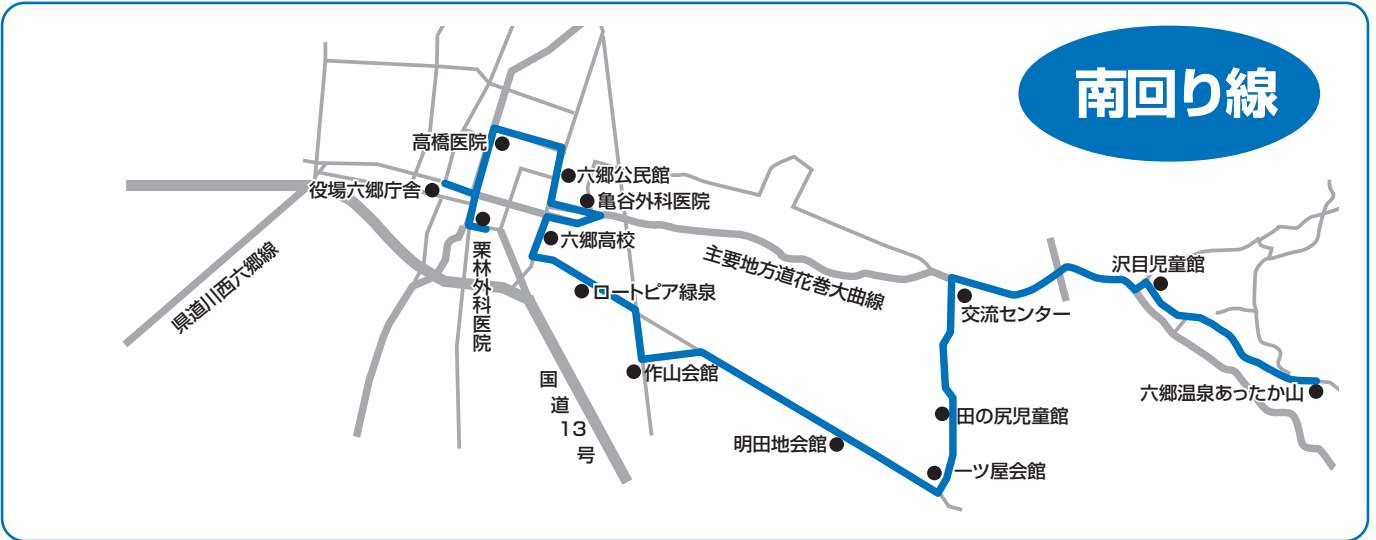 南回り線
高橋医院
役場六郷庁舎
六郷公民館
亀谷外科医院
六郷高校
栗林外科医院
県道川西六郷線
ロートピア緑泉
主要地方道花巻大曲線
作山会館
国道13号
明田地会館
一ツ屋会館
田の尻児童館
交流センター
沢目児童館
六郷温泉あったか山